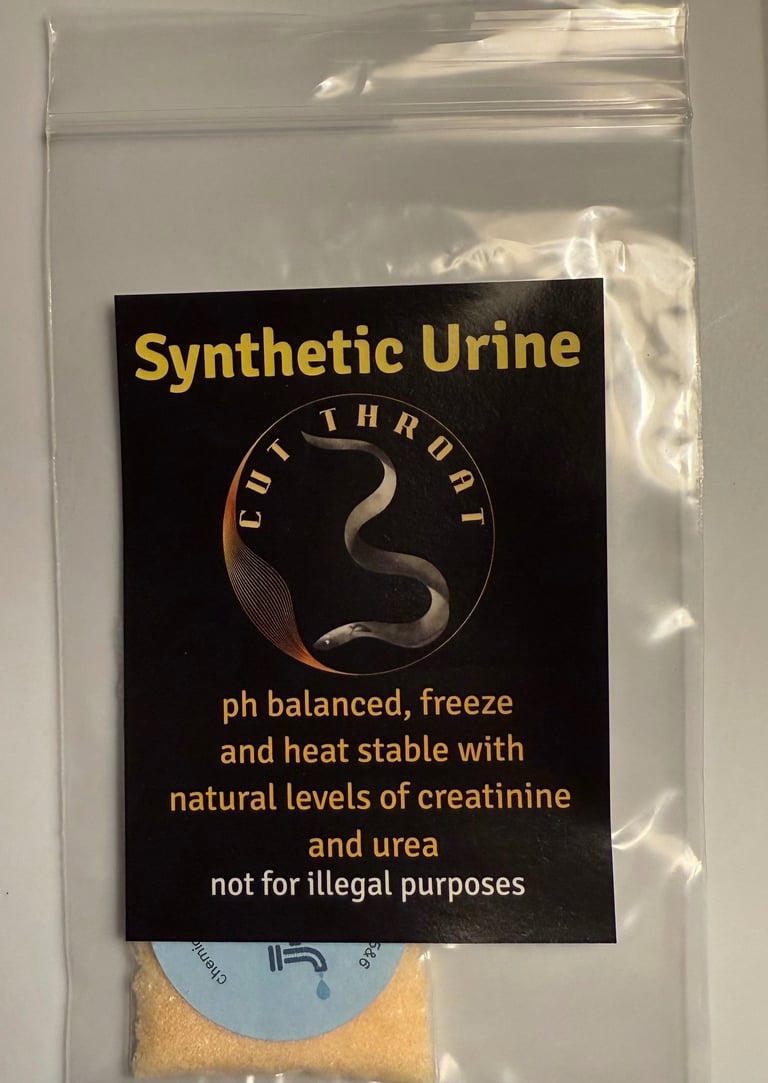 Synthetic Urine
CUT THROAT
ph balanced, freeze
and heat stable with
natural levels of creatinine
and urea
not for illegal purposes